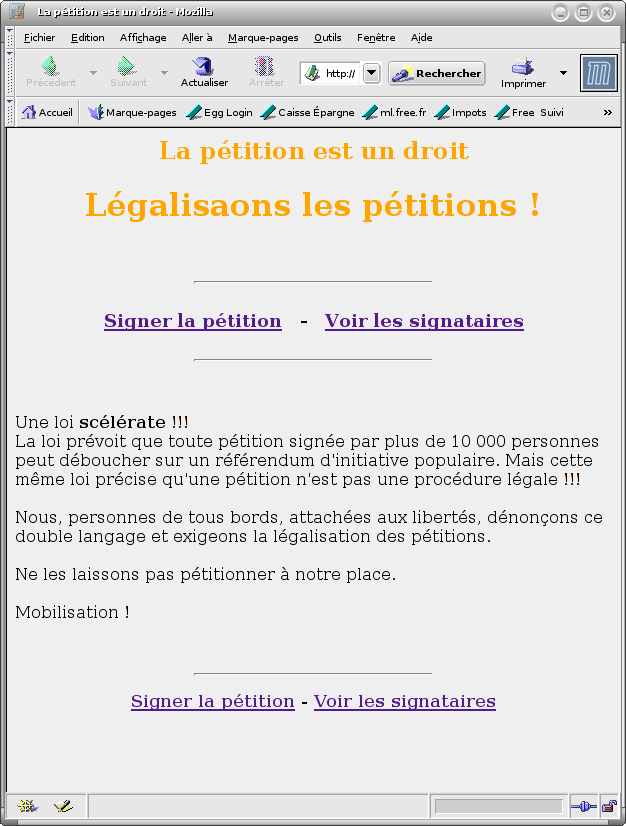 La pétition est un droit - Mozilla
Fichier Edition Affichage Aller à Marque-pages Outils Fenêtre Aide
Précédent Suivant Actualiser Arrêter http:// Rechercher Imprimer
Accueil Marque-pages Egg Login Caisse Épargne ml.free.fr Impots Free Suivi »
La pétition est un droit
Légalisaons les pétitions !
Signer la pétition - Voir les signataires
Une loi scélérate !!!
La loi prévoit que toute pétition signée par plus de 10 000 personnes
peut déboucher sur un référendum d'initiative populaire. Mais cette
même loi précise qu'une pétition n'est pas une procédure légale !!!
Nous, personnes de tous bords, attachées aux libertés, dénonçons ce
double langage et exigeons la légalisation des pétitions.
Ne les laissons pas pétitionner à notre place.
Mobilisation !
Signer la pétition - Voir les signataires